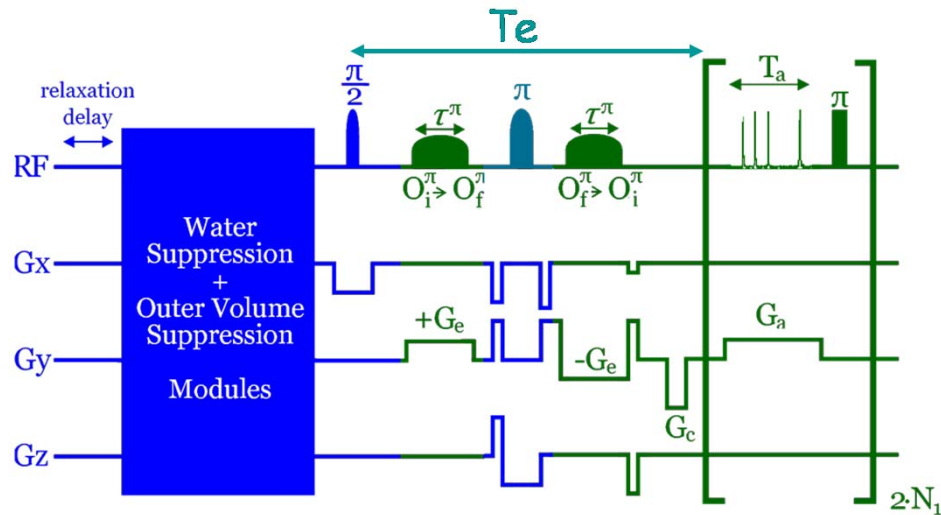 Te
relaxation
delay
π
2
τπ
π
τπ
Ta
π
RF
Oπi→Oπf
Oπf→Oπi
Water
Suppression
+
Outer Volume
Suppression
Modules
Gx
+Ge
Ga
Gy
-Ge
Gc
Gz
2·N1